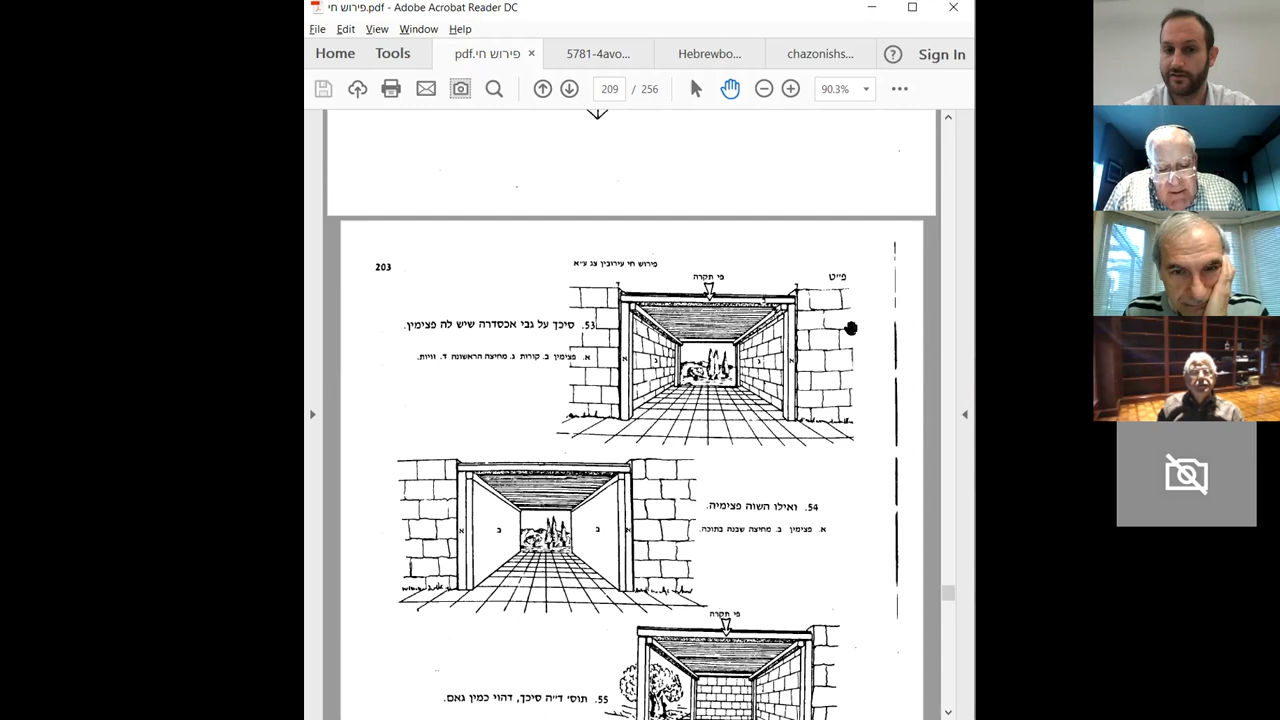 פירוש חי.pdf - Adobe Acrobat Reader DC
File Edit View Window Help
Home Tools פירוש חי.pdf × 5781-4avo... Hebrewbo... chazonishs... Sign In
209 / 256 90.3%
203
פירוש חי עירובין צג ע״א
פ״ט
פי תקרה
53. סיכך על גבי אכסדרה שיש לה פצימין.
א. פצימין ב. קורות ג. מחיצה הראשונה ד. זויות.
א
ג
ג
א
54. ואילו השוה פצימיה.
א. פצימין ב. מחיצה שבנה בתוכה.
א
ב
ב
א
פי תקרה
55. תוס׳ ד״ה סיכך, דהוי כמין גאם.